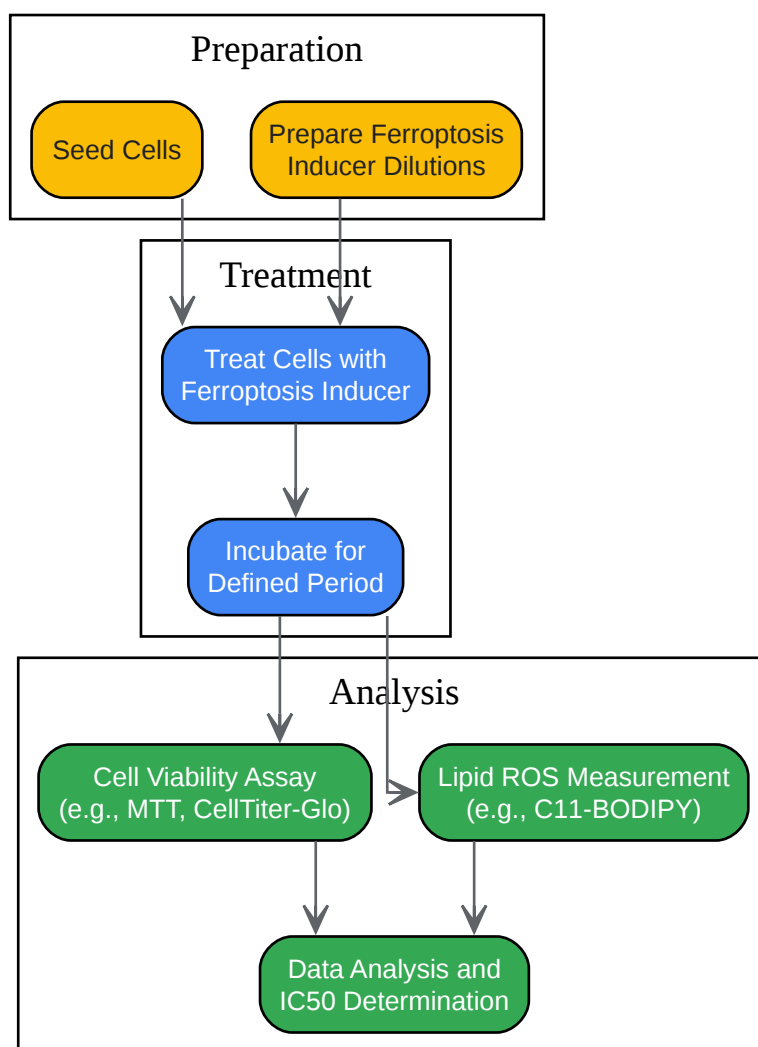 Preparation
Seed Cells
Prepare Ferroptosis
Inducer Dilutions
Treatment
Treat Cells with
Ferroptosis Inducer
Incubate for
Defined Period
Analysis
Cell Viability Assay
(e.g., MTT, CellTiter-Glo)
Lipid ROS Measurement
(e.g., C11-BODIPY)
Data Analysis and
IC50 Determination